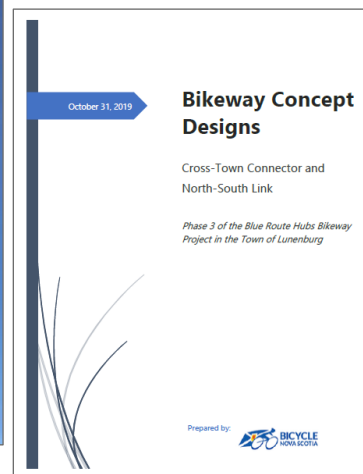 October 31, 2019
Bikeway Concept
Designs
Cross-Town Connector and
North-South Link
Phase 3 of the Blue Route Hubs Bikeway
Project in the Town of Lunenburg
Prepared by:
BICYCLE
NOVA SCOTIA